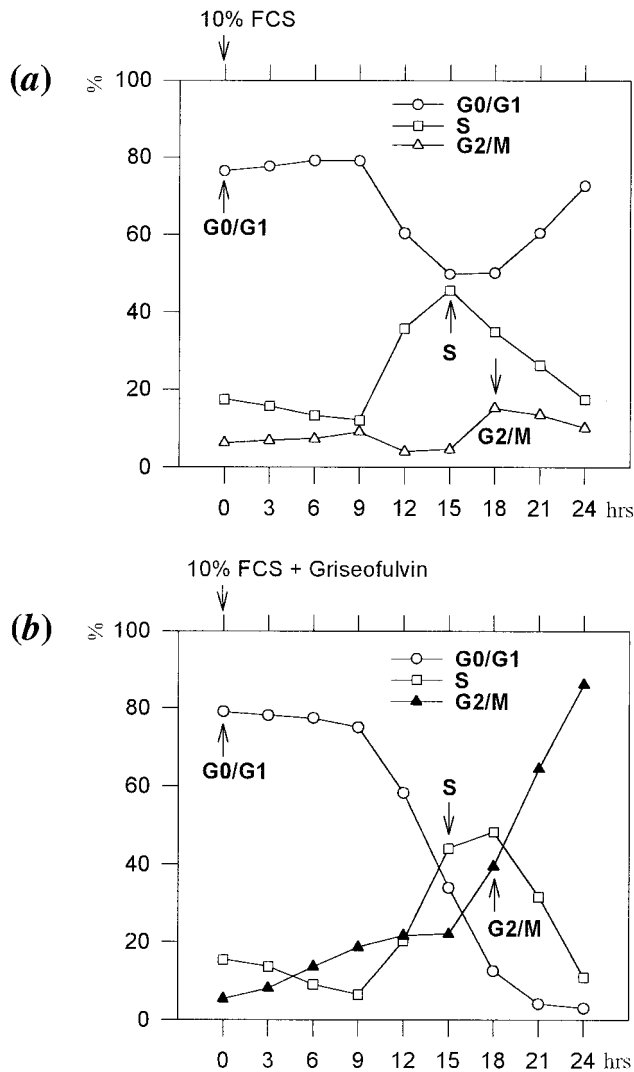 10% FCS
(a)
%
100
80
60
40
20
0
G0/G1
S
G2/M
G0/G1
S
G2/M
0 3 6 9 12 15 18 21 24 hrs
10% FCS + Griseofulvin
(b)
%
100
80
60
40
20
0
G0/G1
S
G2/M
G0/G1
S
G2/M
0 3 6 9 12 15 18 21 24 hrs